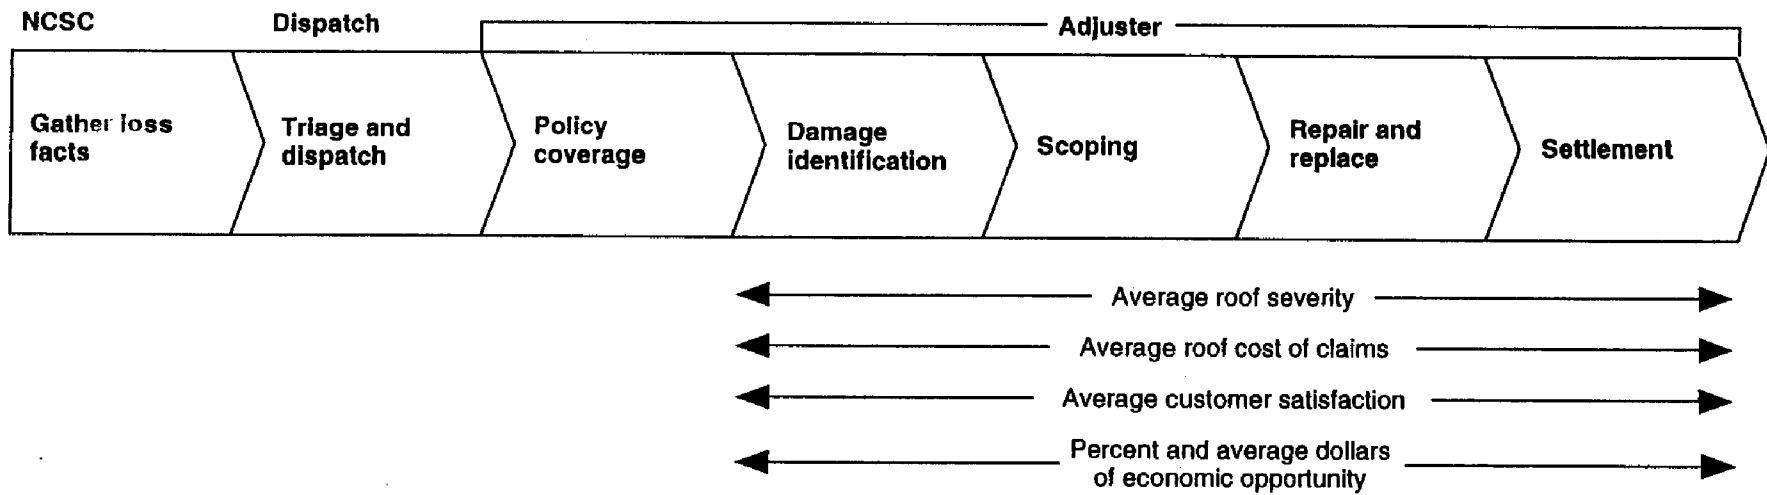 NCSC
Dispatch
Adjuster
Gather loss
facts
Triage and
dispatch
Policy
coverage
Damage
identification
Scoping
Repair and
replace
Settlement
Average roof severity
Average roof cost of claims
Average customer satisfaction
Percent and average dollars
of economic opportunity